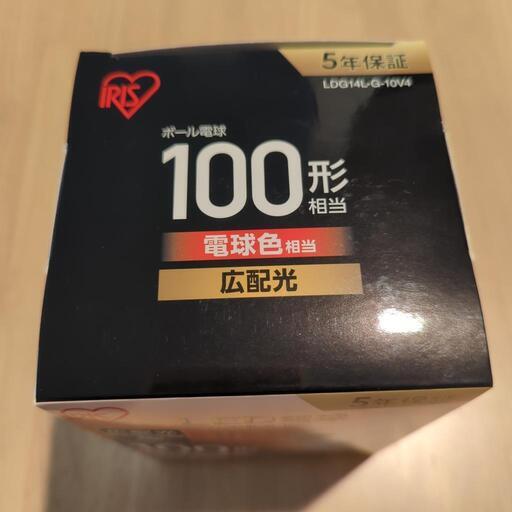 5年保証
LDG14L-G-10V4
IRIS
ボール電球
100形
相当
電球色相当
広配光
5年保証